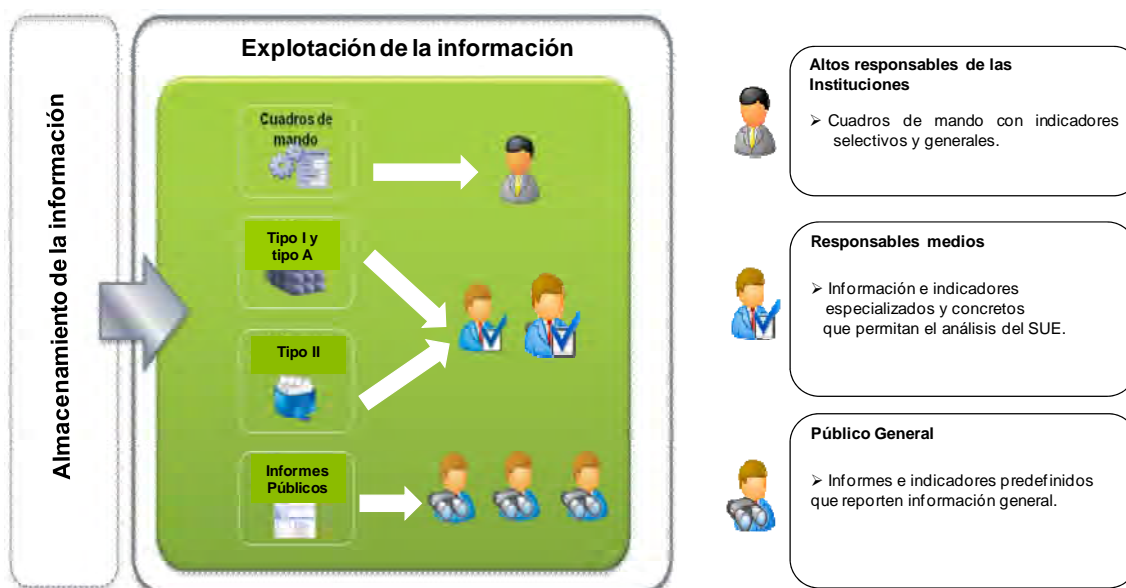 Almacenamiento de la información
Explotación de la información
Cuadros de
mando
Tipo I y
tipo A
Tipo II
Informes
Públicos
Altos responsables de las
Instituciones
➢ Cuadros de mando con indicadores
selectivos y generales.
Responsables medios
➢ Información e indicadores
especializados y concretos
que permitan el análisis del SUE.
Público General
➢ Informes e indicadores predefinidos
que reporten información general.